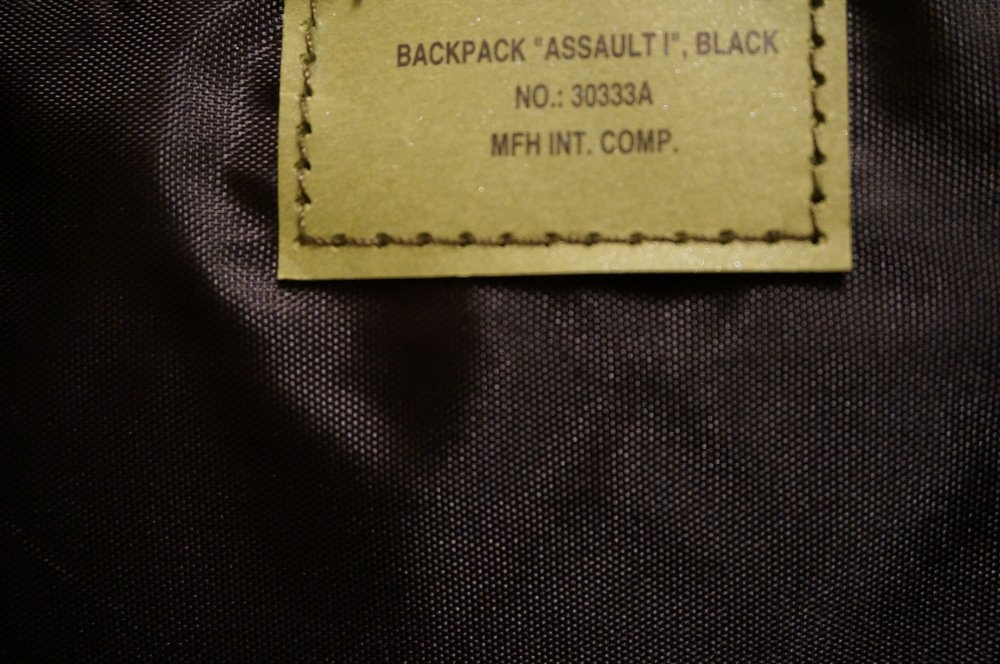 BACKPACK "ASSAULT I", BLACK
NO.: 30333A
MFH INT. COMP.